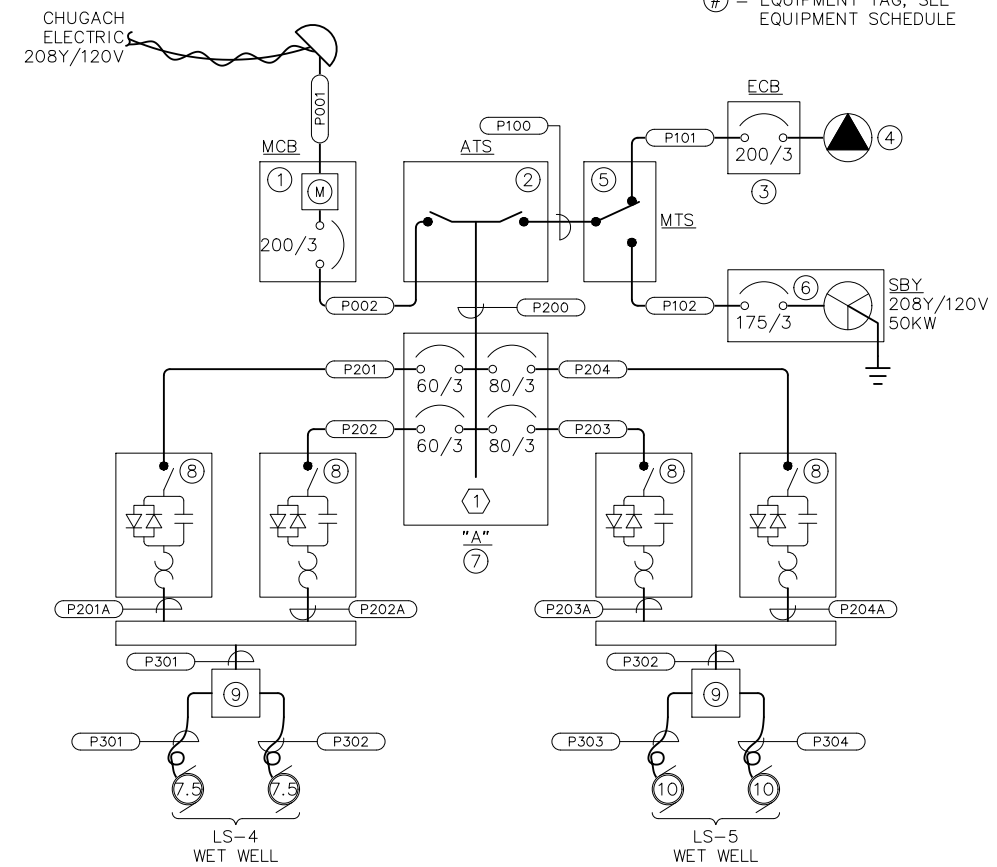 # = EQUIPMENT TAG, SEE
EQUIPMENT SCHEDULE
CHUGACH
ELECTRIC
208Y/120V
P001
MCB
1
M
200/3
P002
ATS
2
P100
5
MTS
P101
ECB
200/3
3
4
P102
6
175/3
SBY
208Y/120V
50KW
P200
P201
60/3
80/3
P204
P202
60/3
80/3
P203
1
"A"
7
8
8
8
8
P201A
P202A
P203A
P204A
P301
P302
9
9
P301
P302
P303
P304
7.5
7.5
10
10
LS-4
WET WELL
LS-5
WET WELL